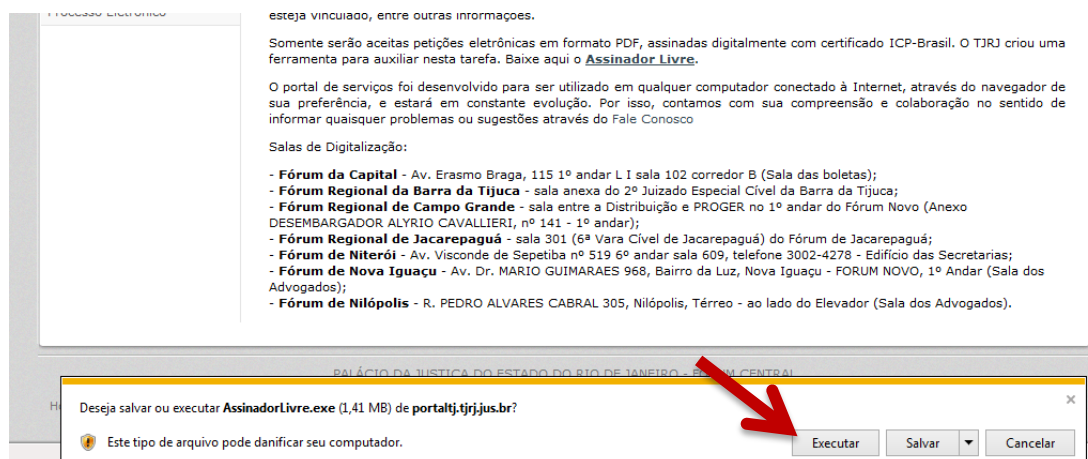 Processo Eletrônico
esteja vinculado, entre outras informações.
Somente serão aceitas petições eletrônicas em formato PDF, assinadas digitalmente com certificado ICP-Brasil. O TJRJ criou uma
ferramenta para auxiliar nesta tarefa. Baixe aqui o Assinador Livre.
O portal de serviços foi desenvolvido para ser utilizado em qualquer computador conectado à Internet, através do navegador de
sua preferência, e estará em constante evolução. Por isso, contamos com sua compreensão e colaboração no sentido de
informar quaisquer problemas ou sugestões através do Fale Conosco
Salas de Digitalização:
- Fórum da Capital - Av. Erasmo Braga, 115 1º andar L I sala 102 corredor B (Sala das boletas);
- Fórum Regional da Barra da Tijuca - sala anexa do 2º Juizado Especial Cível da Barra da Tijuca;
- Fórum Regional de Campo Grande - sala entre a Distribuição e PROGER no 1º andar do Fórum Novo (Anexo
DESEMBARGADOR ALYRIO CAVALLIERI, nº 141 - 1º andar);
- Fórum Regional de Jacarepaguá - sala 301 (6ª Vara Cível de Jacarepaguá) do Fórum de Jacarepaguá;
- Fórum de Niterói - Av. Visconde de Sepetiba nº 519 6º andar sala 609, telefone 3002-4278 - Edifício das Secretarias;
- Fórum de Nova Iguaçu - Av. Dr. MARIO GUIMARAES 968, Bairro da Luz, Nova Iguaçu - FORUM NOVO, 1º Andar (Sala dos
Advogados);
- Fórum de Nilópolis - R. PEDRO ALVARES CABRAL 305, Nilópolis, Térreo - ao lado do Elevador (Sala dos Advogados).
PALÁCIO DA JUSTIÇA DO ESTADO DO RIO DE JANEIRO - FÓRUM CENTRAL
Deseja salvar ou executar AssinadorLivre.exe (1,41 MB) de portaltj.tjrj.jus.br?
Este tipo de arquivo pode danificar seu computador.
Executar Salvar Cancelar